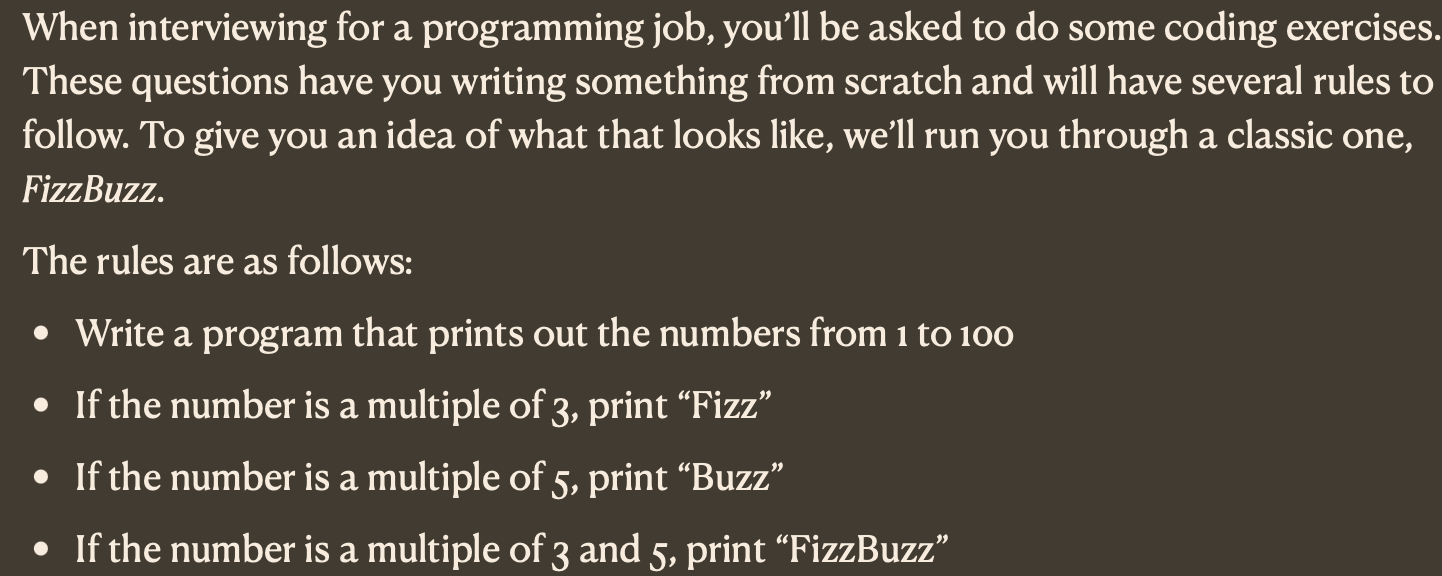 When interviewing for a programming job, you’ll be asked to do some coding exercises.
These questions have you writing something from scratch and will have several rules to
follow. To give you an idea of what that looks like, we’ll run you through a classic one,
FizzBuzz.
The rules are as follows:
• Write a program that prints out the numbers from 1 to 100
• If the number is a multiple of 3, print “Fizz”
• If the number is a multiple of 5, print “Buzz”
• If the number is a multiple of 3 and 5, print “FizzBuzz”